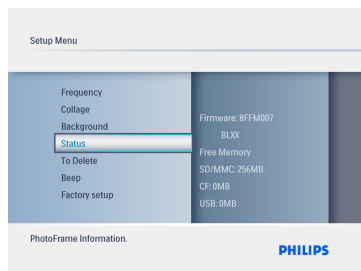 Setup Menu
Frequency
Collage
Background
Status
To Delete
Beep
Factory setup
Firmware: 8FFM007
BLXX
Free Memory
SD/MMC: 256MB
CF: 0MB
USB: 0MB
PhotoFrame Information.
PHILIPS